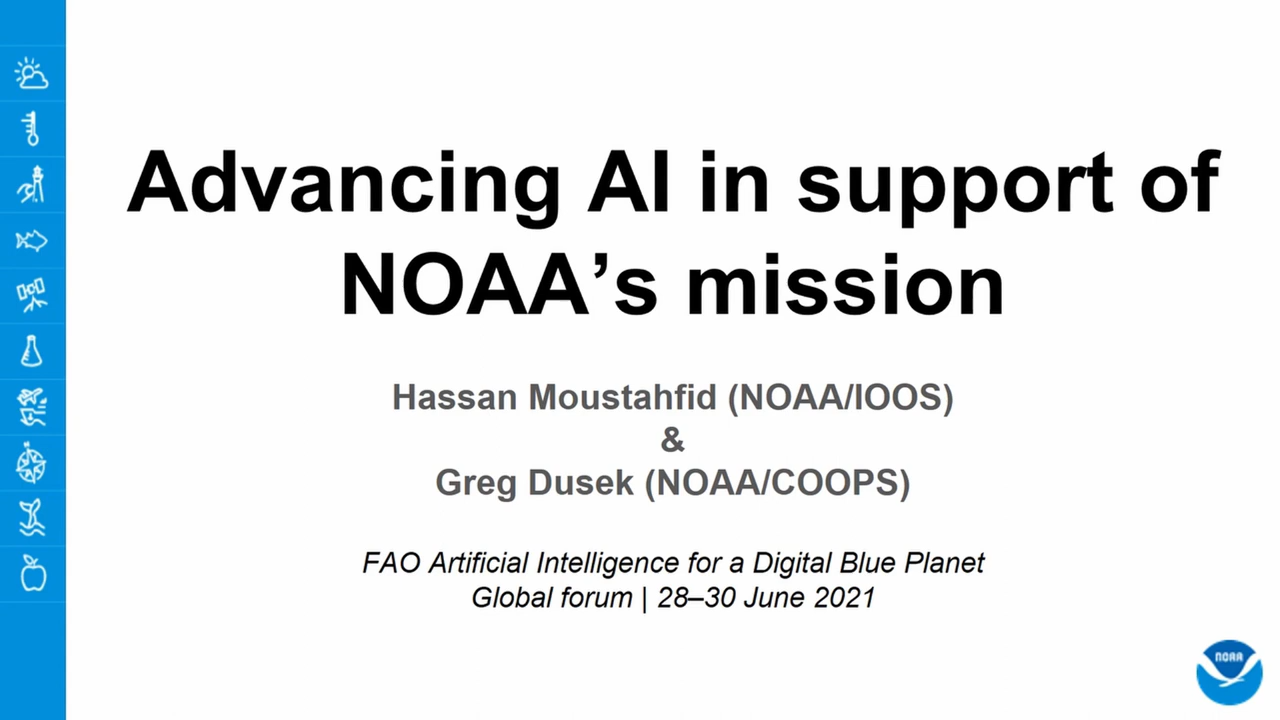 Advancing AI in support of
NOAA’s mission
Hassan Moustahfid (NOAA/IOOS)
&
Greg Dusek (NOAA/COOPS)
FAO Artificial Intelligence for a Digital Blue Planet
Global forum | 28–30 June 2021
NOAA